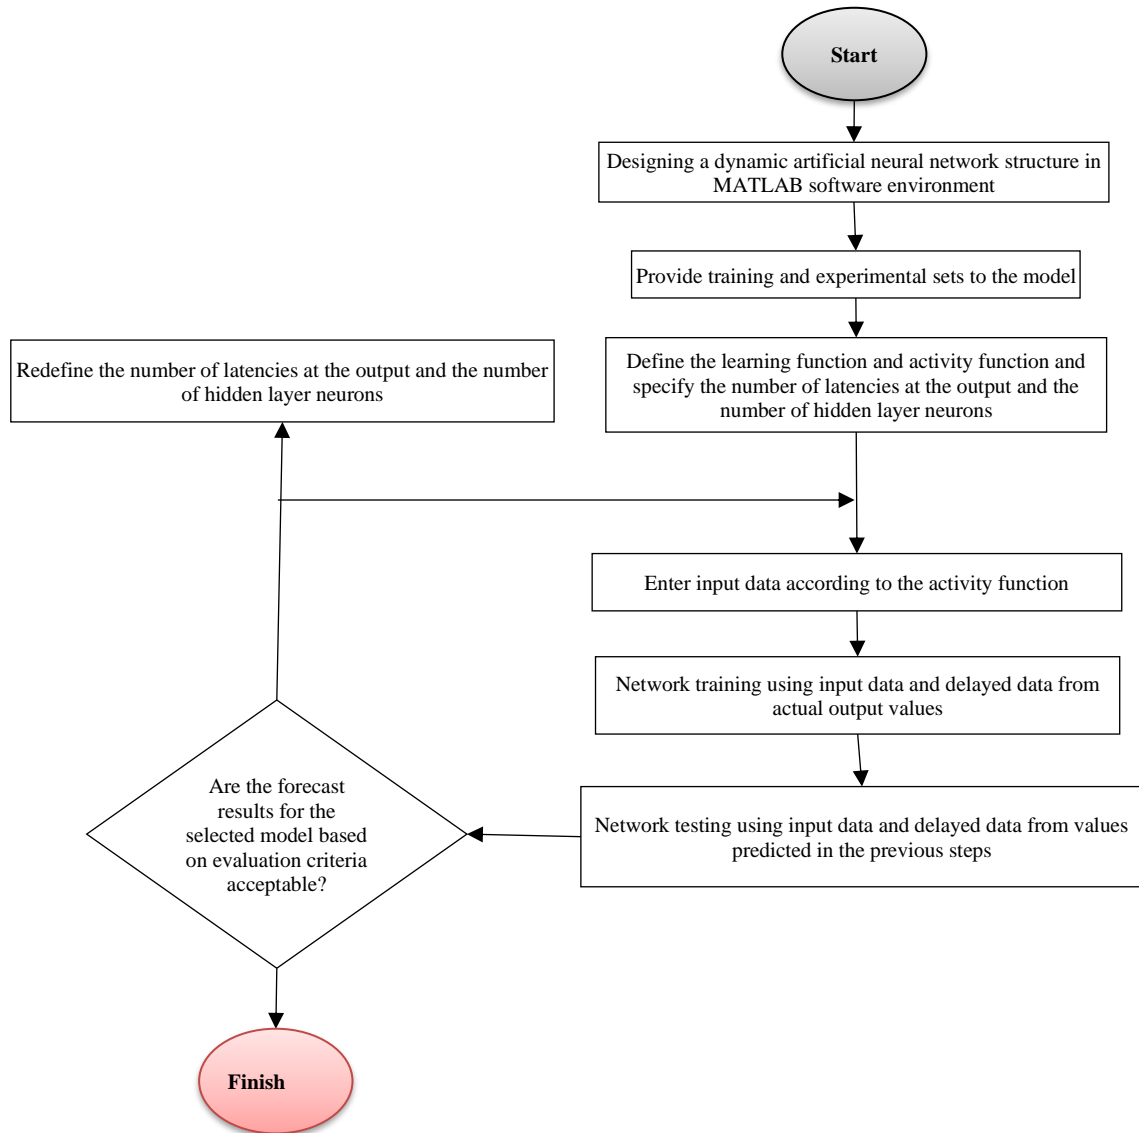 Start
Designing a dynamic artificial neural network structure in
MATLAB software environment
Provide training and experimental sets to the model
Define the learning function and activity function and
specify the number of latencies at the output and the
number of hidden layer neurons
Redefine the number of latencies at the output and the number
of hidden layer neurons
Enter input data according to the activity function
Network training using input data and delayed data from
actual output values
Network testing using input data and delayed data from values
predicted in the previous steps
Are the forecast
results for the
selected model based
on evaluation criteria
acceptable?
Finish